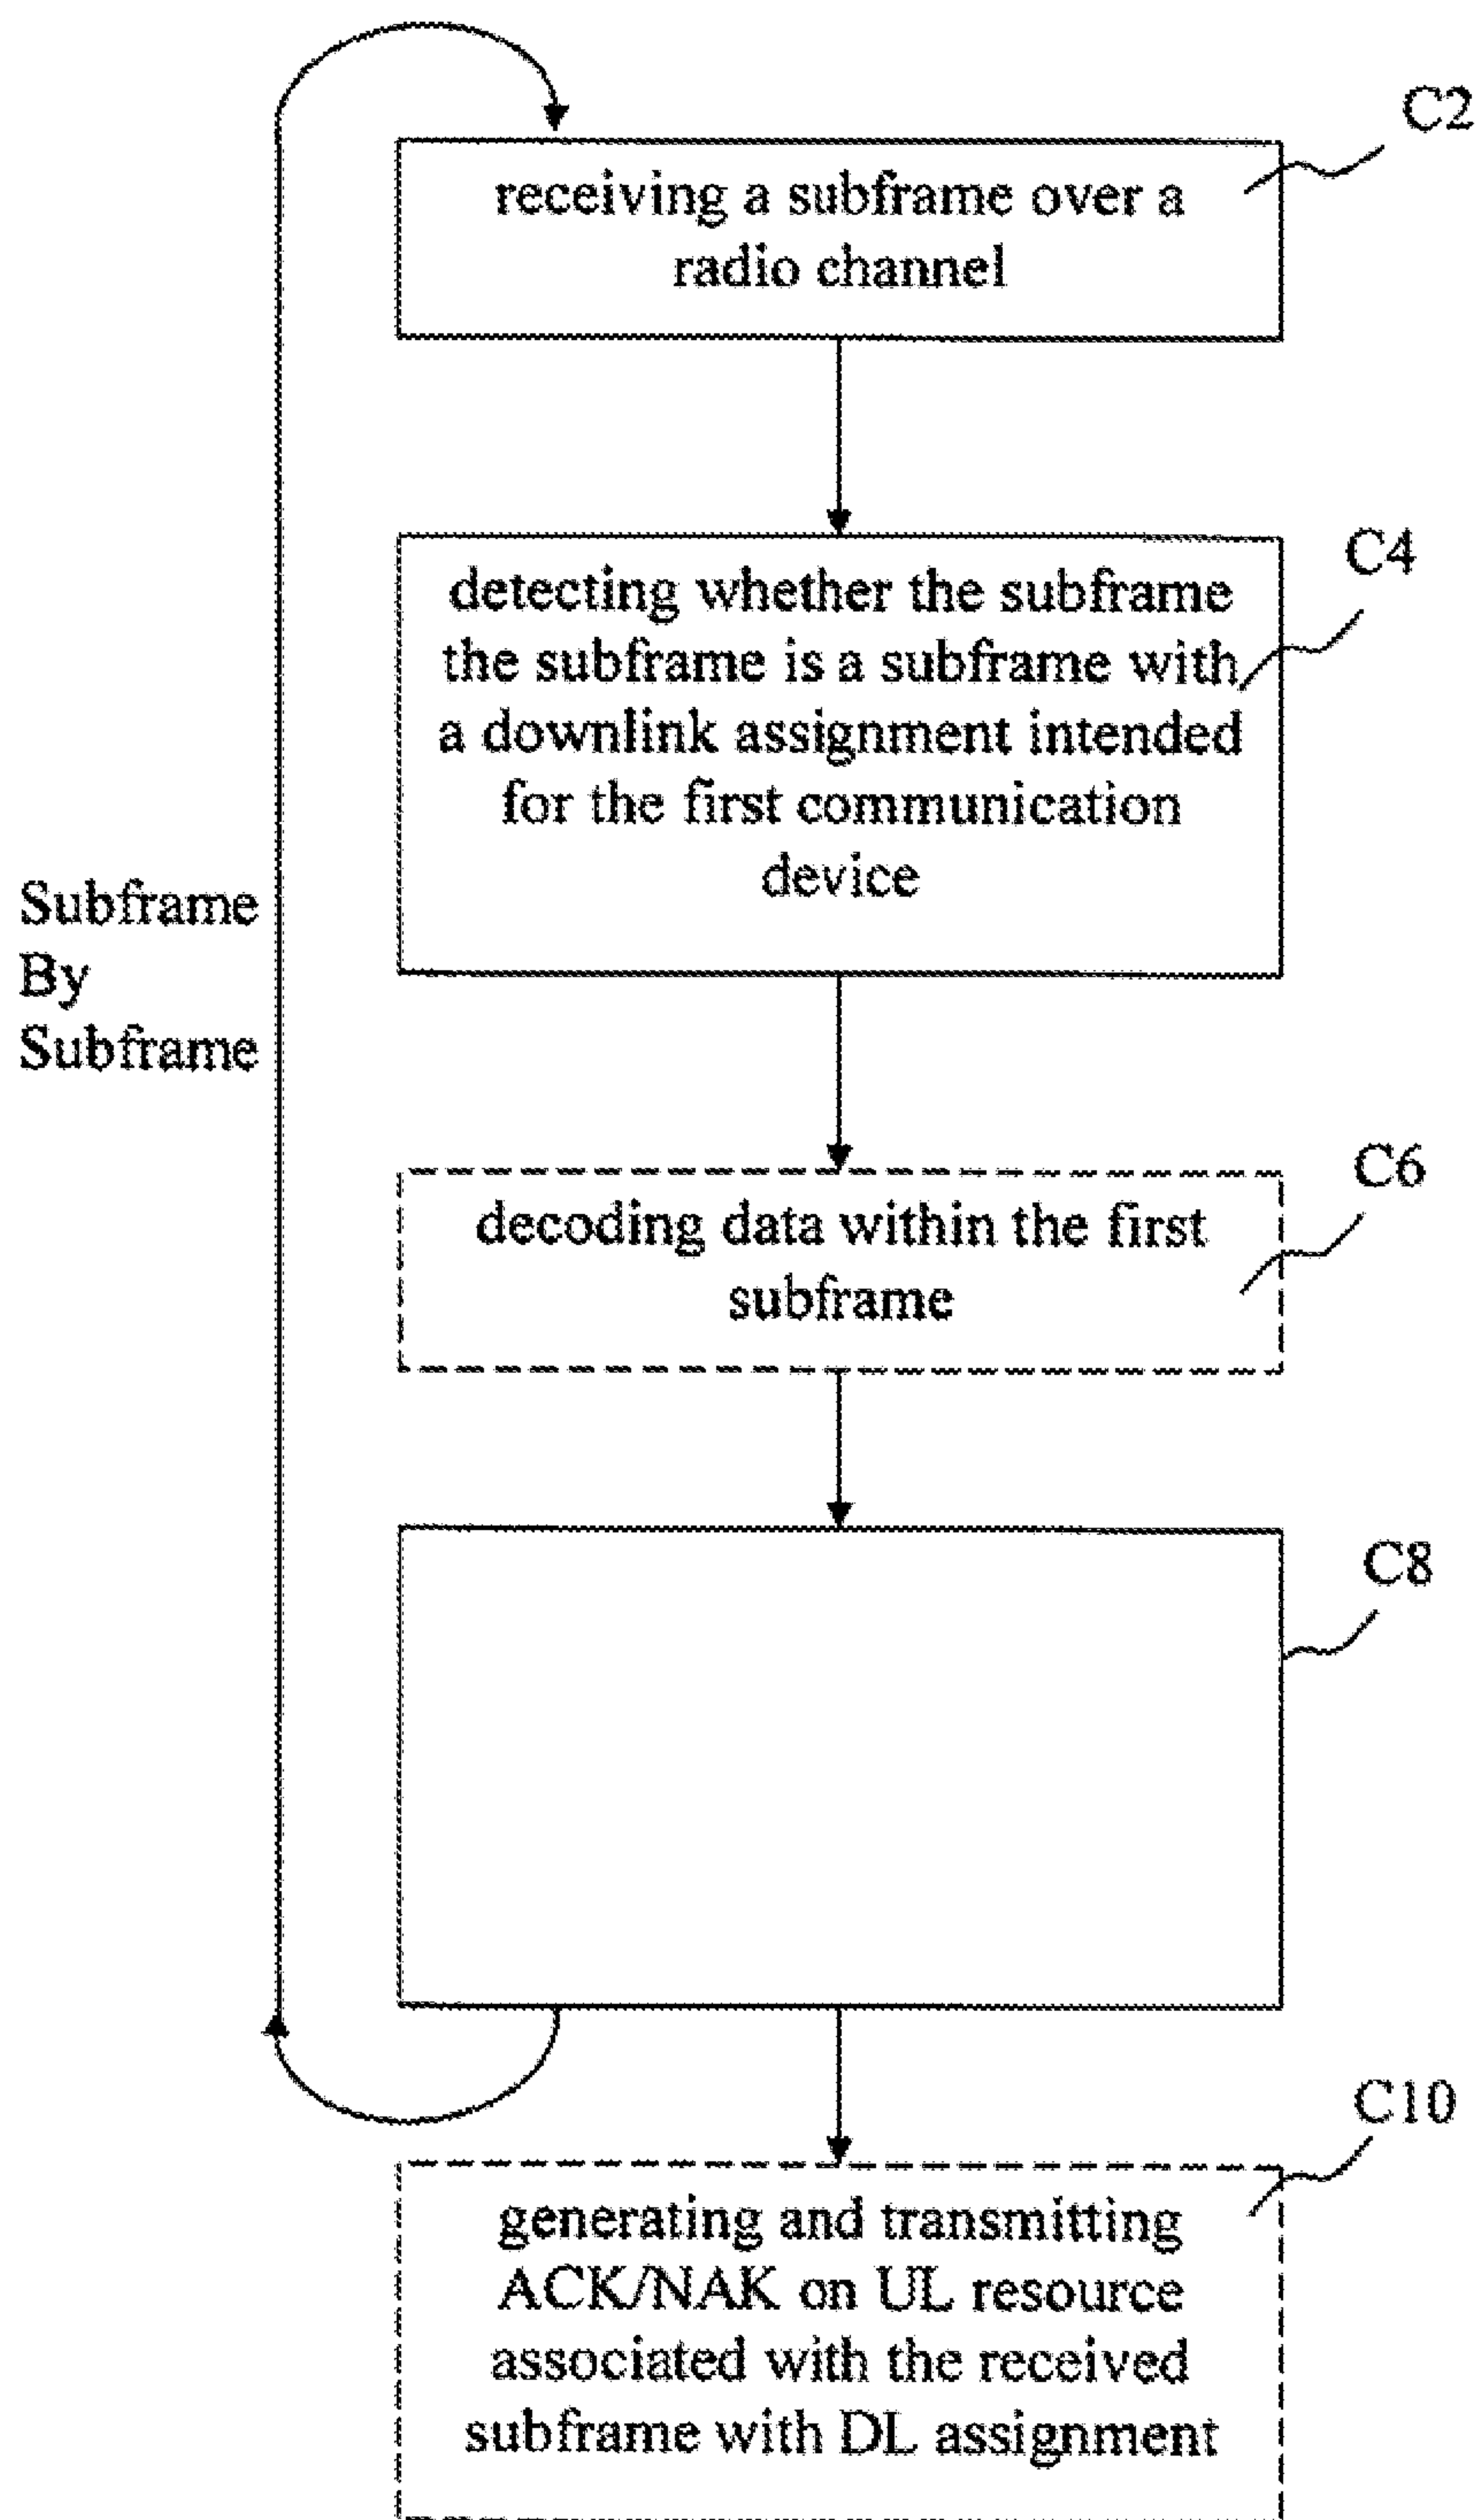 C2
receiving a subframe over a
radio channel
C4
detecting whether the subframe
the subframe is a subframe with
a downlink assignment intended
for the first communication
device
Subframe
By
Subframe
C6
decoding data within the first
subframe
C8
C10
generating and transmitting
ACK/NAK on UL resource
associated with the received
subframe with DL assignment